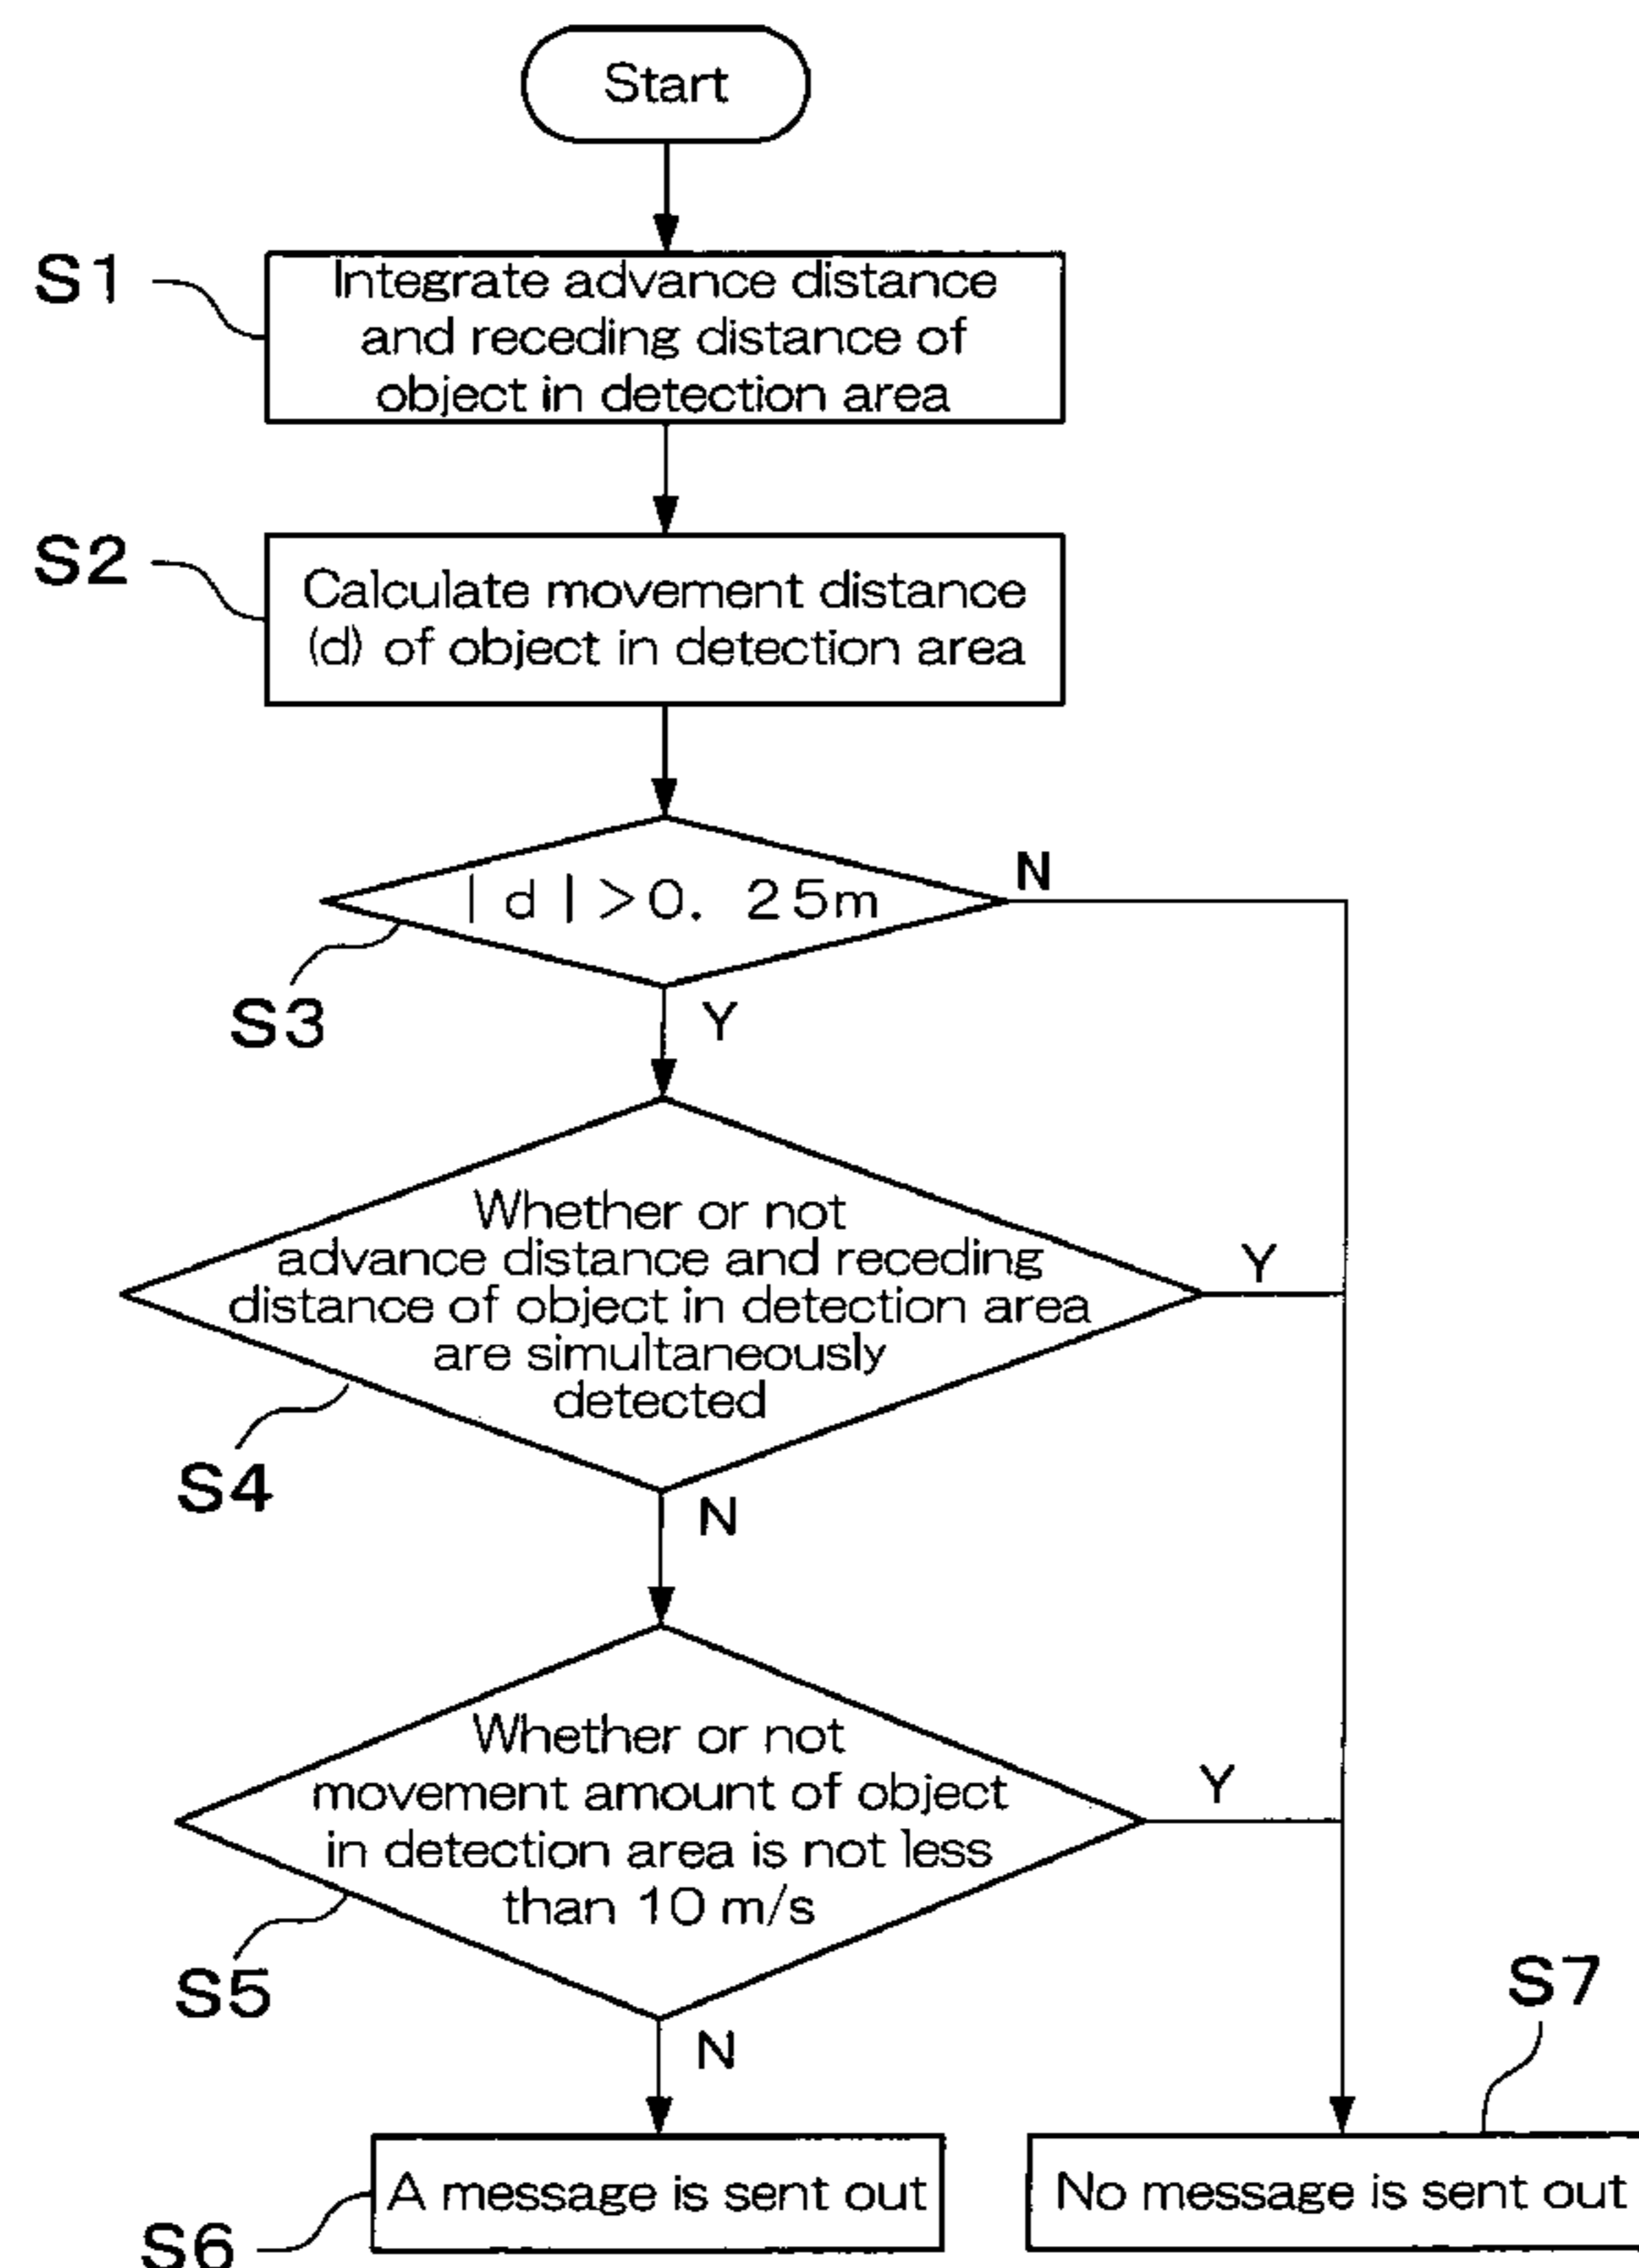 Start
S1
Integrate advance distance
and receding distance of
object in detection area
S2
Calculate movement distance
(d) of object in detection area
| d | >0. 25m
N
S3
Y
Whether or not
advance distance and receding
distance of object in detection area
are simultaneously
detected
Y
S4
N
Whether or not
movement amount of object
in detection area is not less
than 10 m/s
Y
S5
N
S7
A message is sent out
No message is sent out
S6